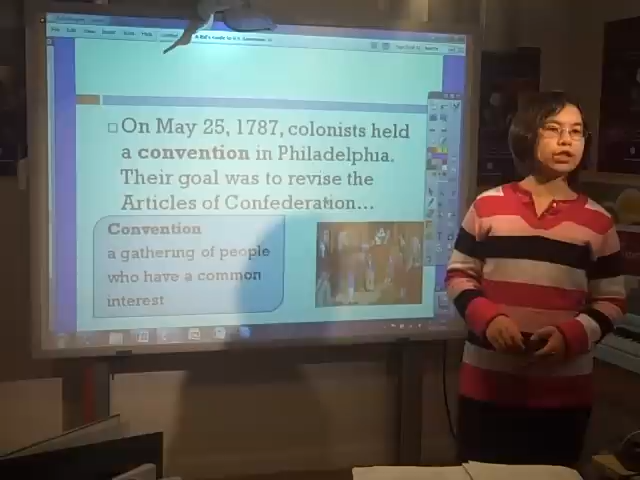 □ On May 25, 1787, colonists held
a convention in Philadelphia.
Their goal was to revise the
Articles of Confederation...
Convention
a gathering of people
who have a common
interest